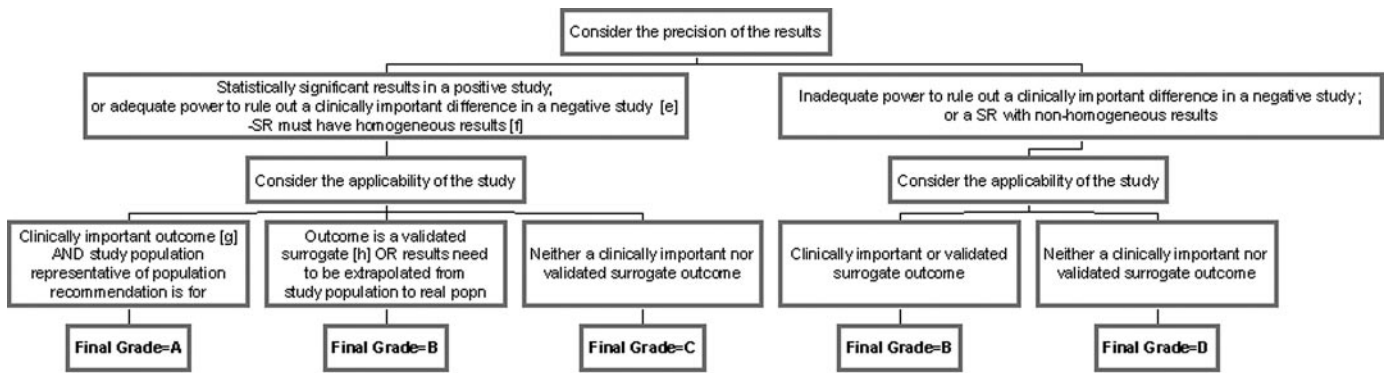 Consider the precision of the results
Statistically significant results in a positive study;
or adequate power to rule out a clinically important difference in a negative study [e]
-SR must have homogeneous results [f]
Inadequate power to rule out a clinically important difference in a negative study ;
or a SR with non-homogeneous results
Consider the applicability of the study
Consider the applicability of the study
Clinically important outcome [g]
AND study population
representative of population
recommendation is for
Outcome is a validated
surrogate [h] OR results need
to be extrapolated from
study population to real popn
Neither a clinically important nor
validated surrogate outcome
Clinically important or validated
surrogate outcome
Neither a clinically important nor
validated surrogate outcome
Final Grade=A
Final Grade=B
Final Grade=C
Final Grade=B
Final Grade=D